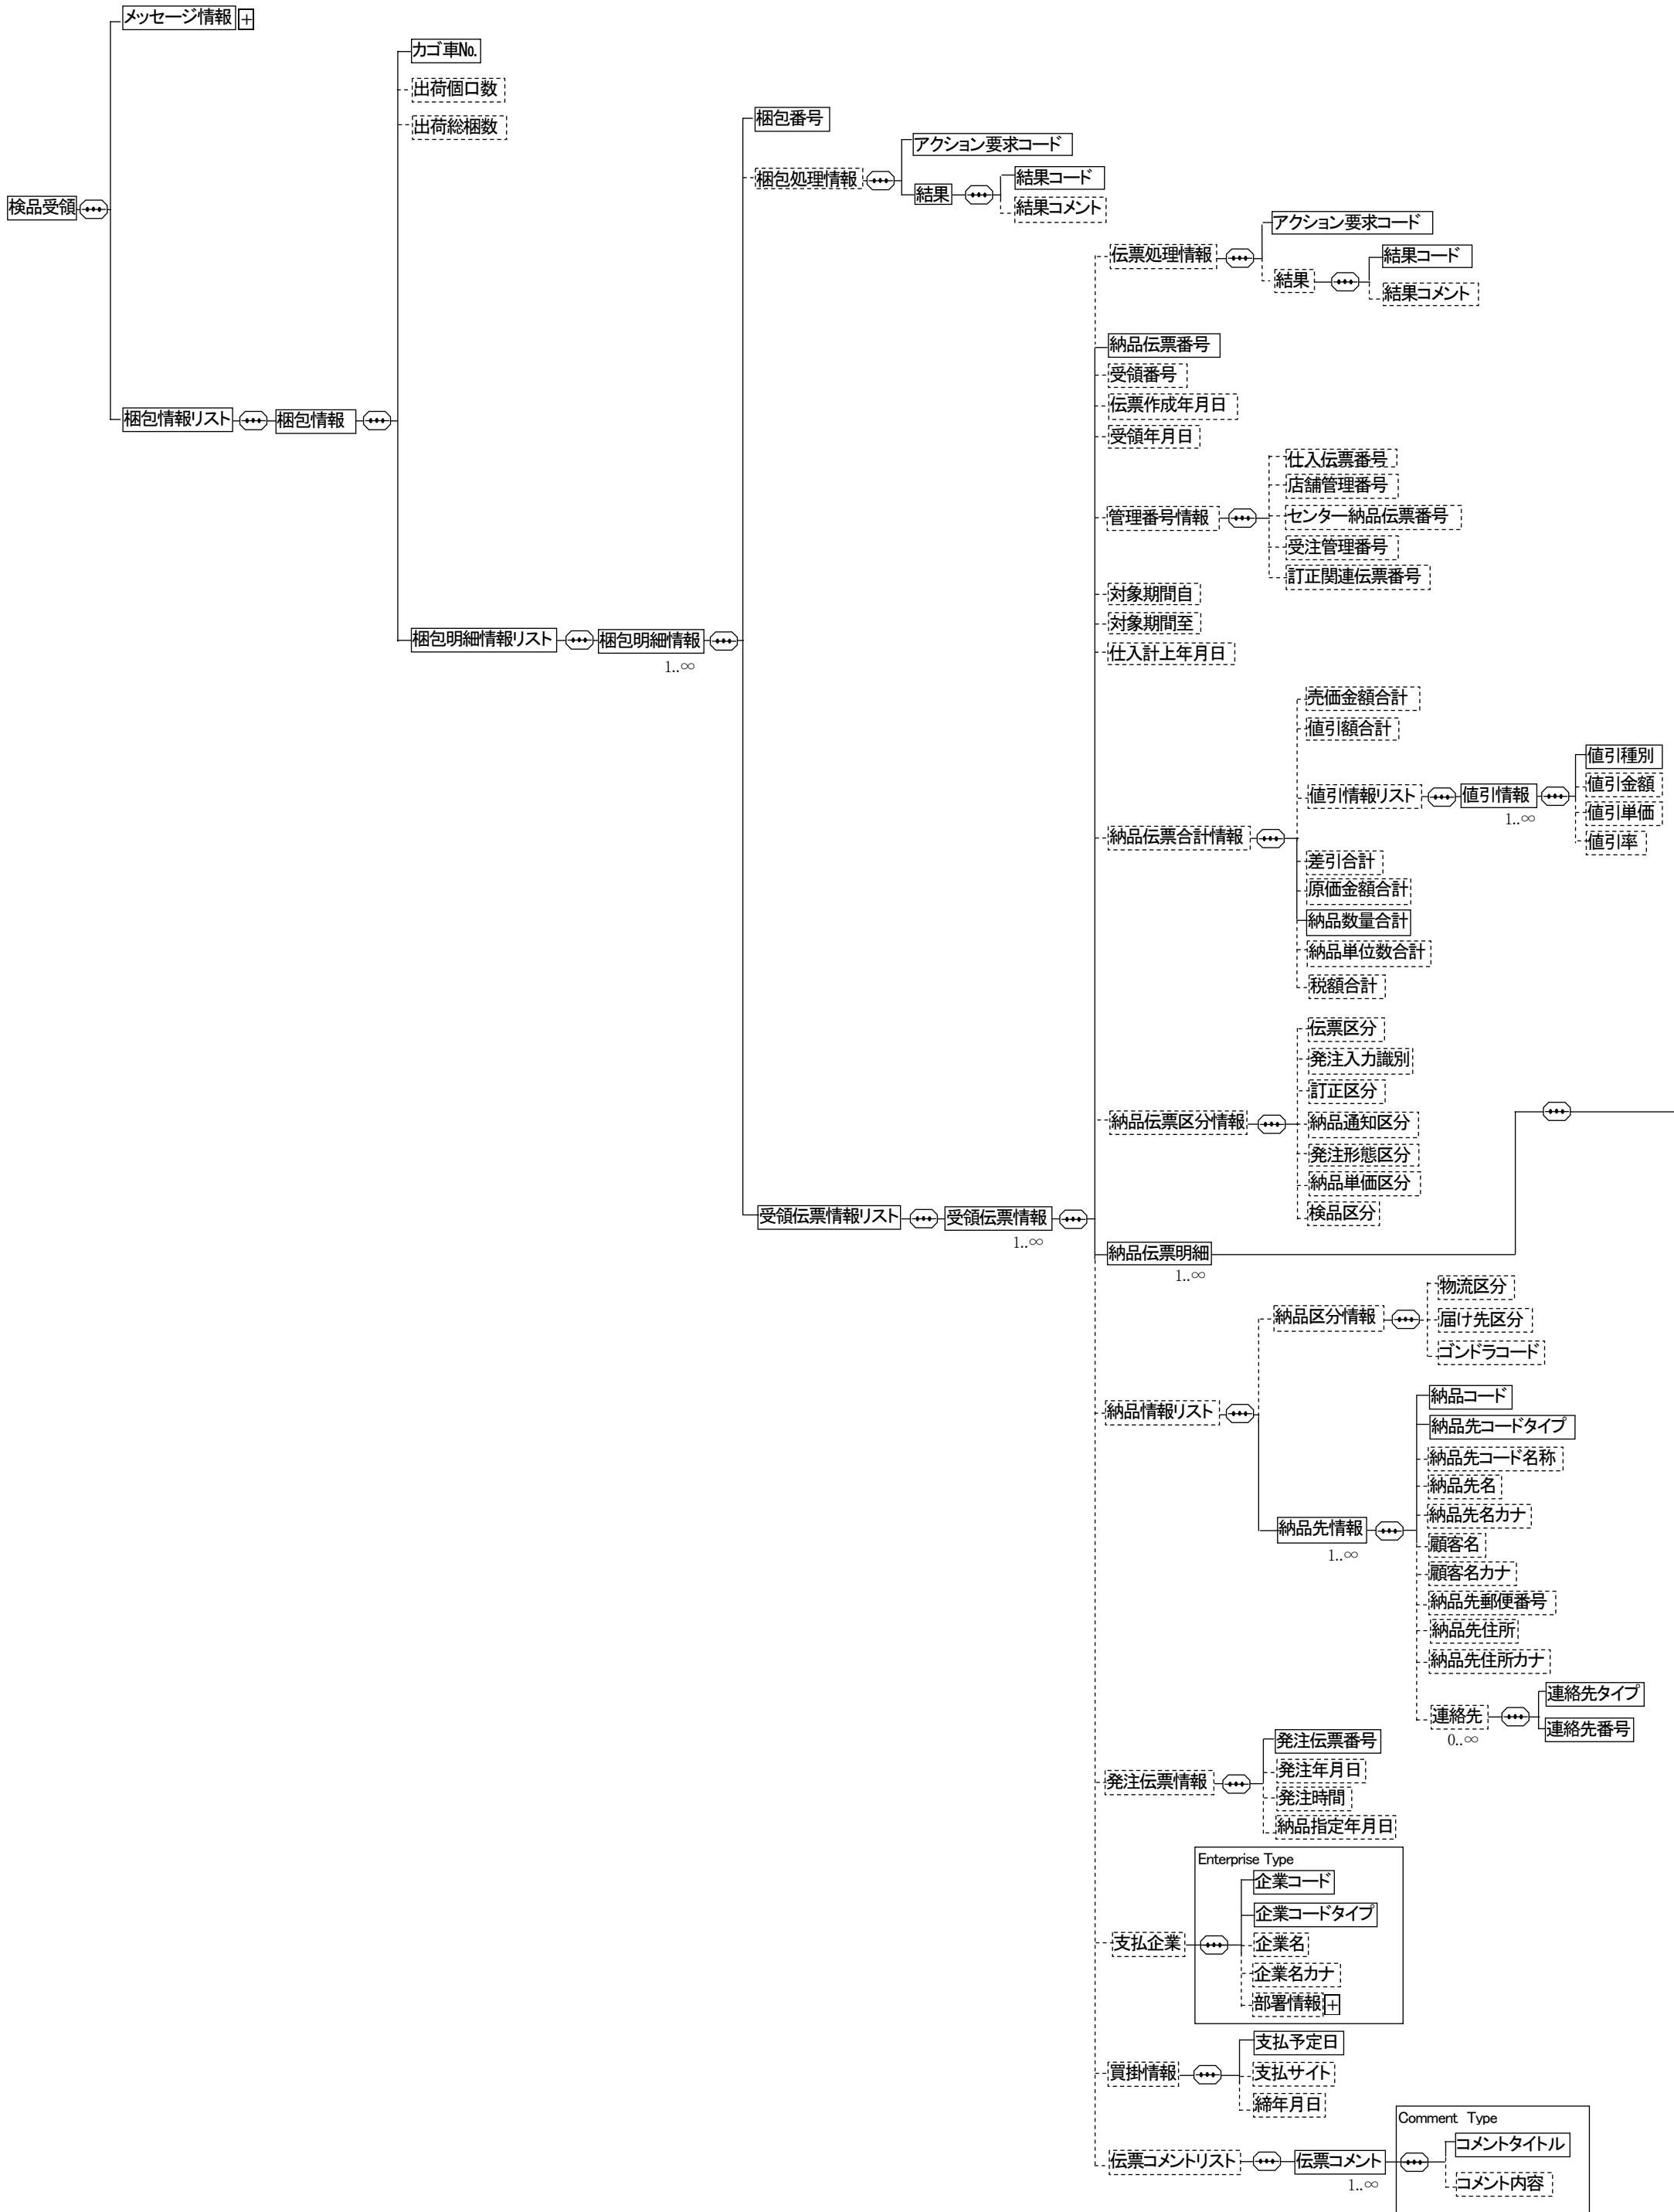 メッセージ情報 +
カゴ車No.
出荷個口数
出荷総梱数
梱包番号
アクション要求コード
梱包処理情報
結果コード
結果
検品受領
結果コメント
アクション要求コード
伝票処理情報
結果コード
結果
結果コメント
納品伝票番号
受領番号
伝票作成年月日
梱包情報リスト
梱包情報
受領年月日
仕入伝票番号
店舗管理番号
管理番号情報
センター納品伝票番号
受注管理番号
訂正関連伝票番号
対象期間自
対象期間至
梱包明細情報リスト
梱包明細情報
1..∞
仕入計上年月日
売価金額合計
値引額合計
値引種別
値引金額
値引情報リスト
値引情報
1..∞
値引単価
納品伝票合計情報
値引率
差引合計
原価金額合計
納品数量合計
納品単位数合計
税額合計
伝票区分
発注入力識別
訂正区分
納品伝票区分情報
納品通知区分
発注形態区分
納品単価区分
受領伝票情報リスト
受領伝票情報
1..∞
検品区分
納品伝票明細
1..∞
物流区分
納品区分情報
届け先区分
ゴンドラコード
納品コード
納品情報リスト
納品先コードタイプ
納品先コード名称
納品先名
納品先名カナ
納品先情報
1..∞
顧客名
顧客名カナ
納品先郵便番号
納品先住所
納品先住所カナ
連絡先タイプ
連絡先
0..∞
連絡先番号
発注伝票番号
発注年月日
発注伝票情報
発注時間
納品指定年月日
Enterprise Type
企業コード
企業コードタイプ
支払企業
企業名
企業名カナ
部署情報 +
支払予定日
買掛情報
支払サイト
締年月日
Comment Type
コメントタイトル
伝票コメントリスト
伝票コメント
1..∞
コメント内容